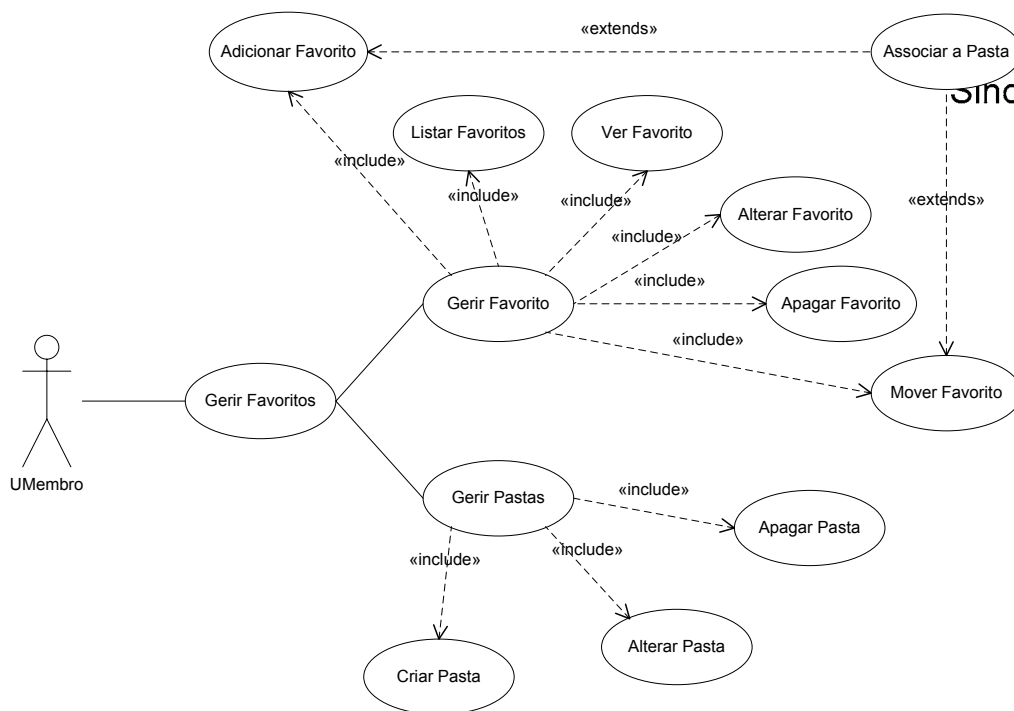 «extends»
Adicionar Favorito
Associar a Pasta
Listar Favoritos
Ver Favorito
«include»
«include»
«include»
Alterar Favorito
«extends»
«include»
«include»
Gerir Favorito
Apagar Favorito
«include»
Mover Favorito
Gerir Favoritos
UMembro
Gerir Pastas
«include»
Apagar Pasta
«include»
«include»
Alterar Pasta
Criar Pasta